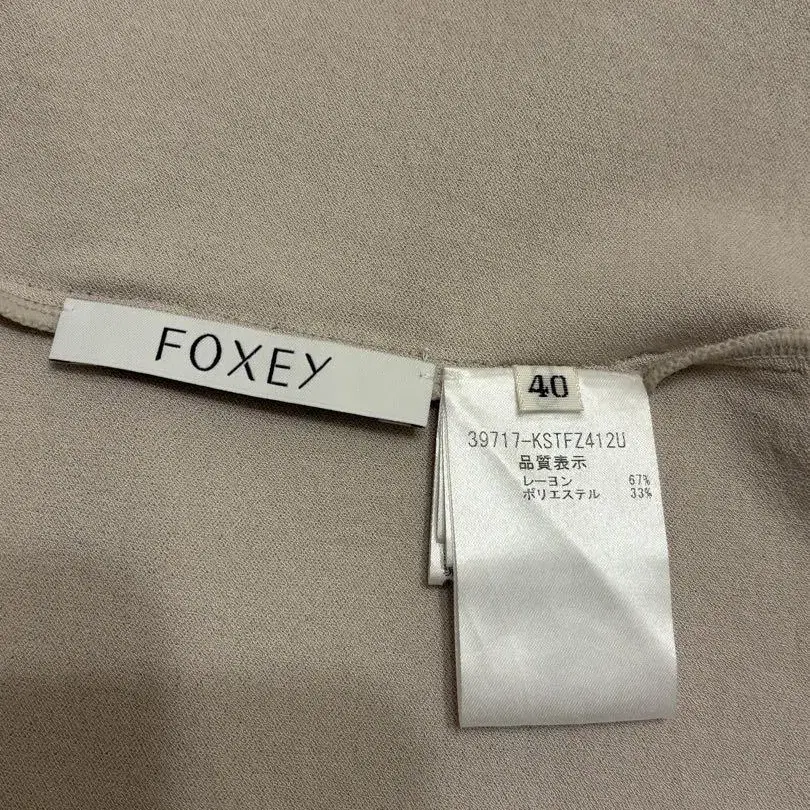 FOXEY
40
39717-KSTFZ412U
品質表示
レーヨン 67%
ポリエステル 33%